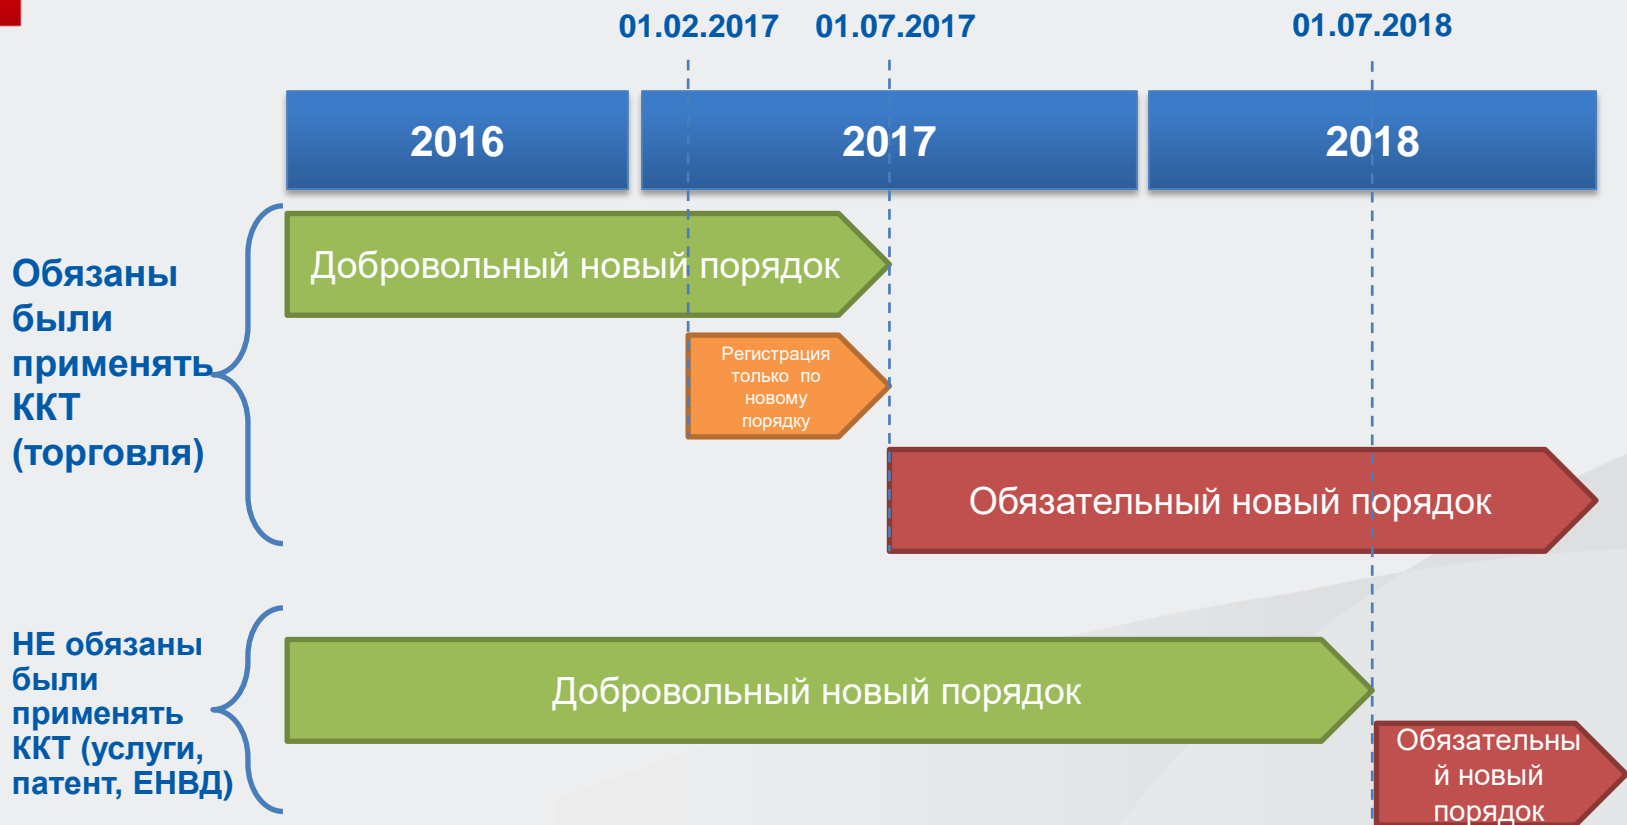 01.02.2017
01.07.2017
01.07.2018
2016
2017
2018
Обязаны
были
применять
ККТ
(торговля)
Добровольный новый порядок
Регистрация
только по
новому
порядку
Обязательный новый порядок
НЕ обязаны
были
применять
ККТ (услуги,
патент, ЕНВД)
Добровольный новый порядок
Обязательны
й новый
порядок